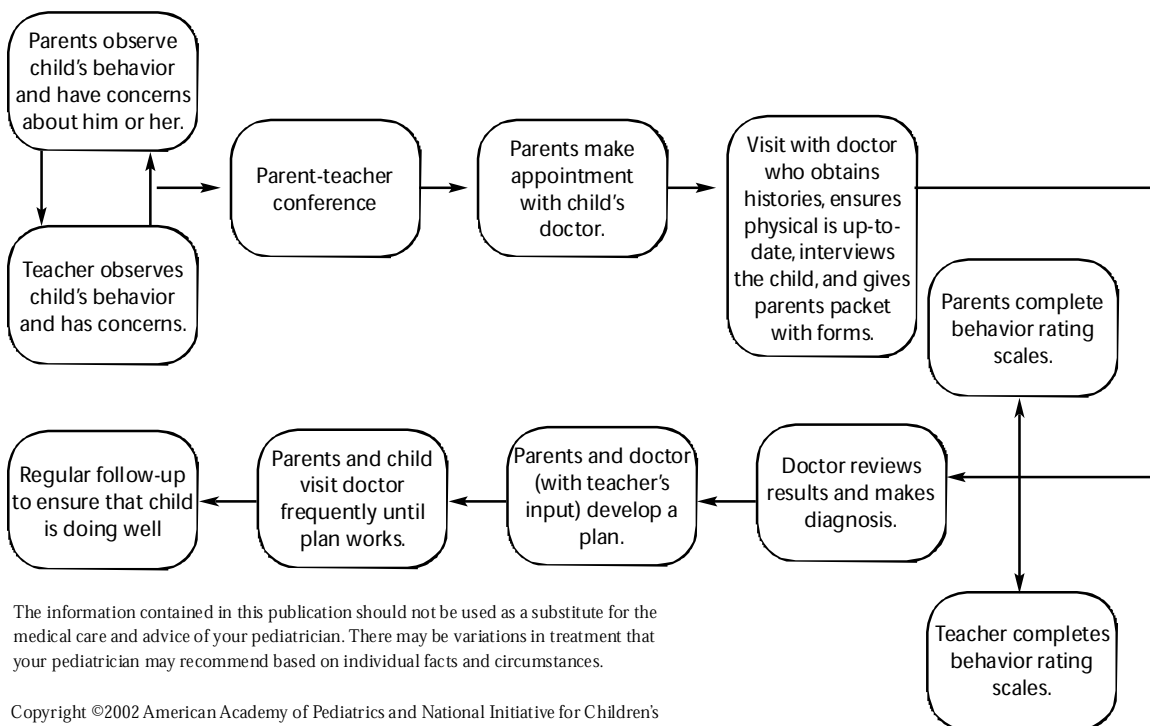 Parents observe
child's behavior
and have concerns
about him or her.
Teacher observes
child's behavior
and has concerns.
Parent-teacher
conference
Parents make
appointment
with child's
doctor.
Visit with doctor
who obtains
histories, ensures
physical is up-to-
date, interviews
the child, and gives
parents packet
with forms.
Parents complete
behavior rating
scales.
Teacher completes
behavior rating
scales.
Doctor reviews
results and makes
diagnosis.
Parents and doctor
(with teacher's
input) develop a
plan.
Parents and child
visit doctor
frequently until
plan works.
Regular follow-up
to ensure that child
is doing well
The information contained in this publication should not be used as a substitute for the
medical care and advice of your pediatrician. There may be variations in treatment that
your pediatrician may recommend based on individual facts and circumstances.
Copyright ©2002 American Academy of Pediatrics and National Initiative for Children's